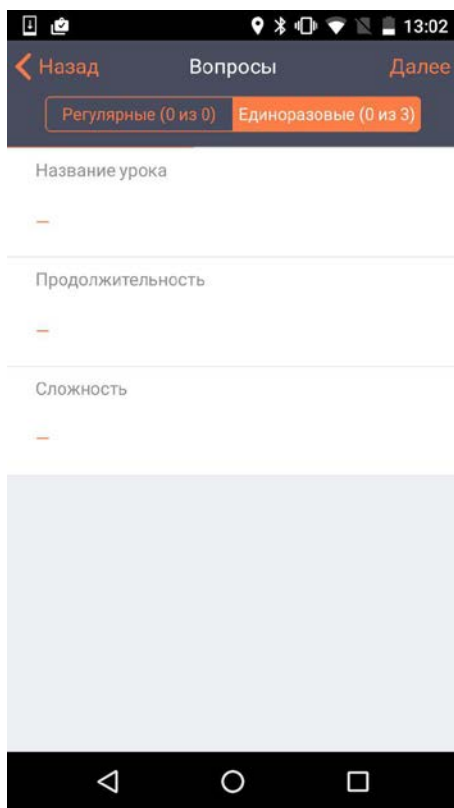 13:02
Назад Вопросы Далее
Регулярные (0 из 0) Единоразовые (0 из 3)
Название урока
–
Продолжительность
–
Сложность
–